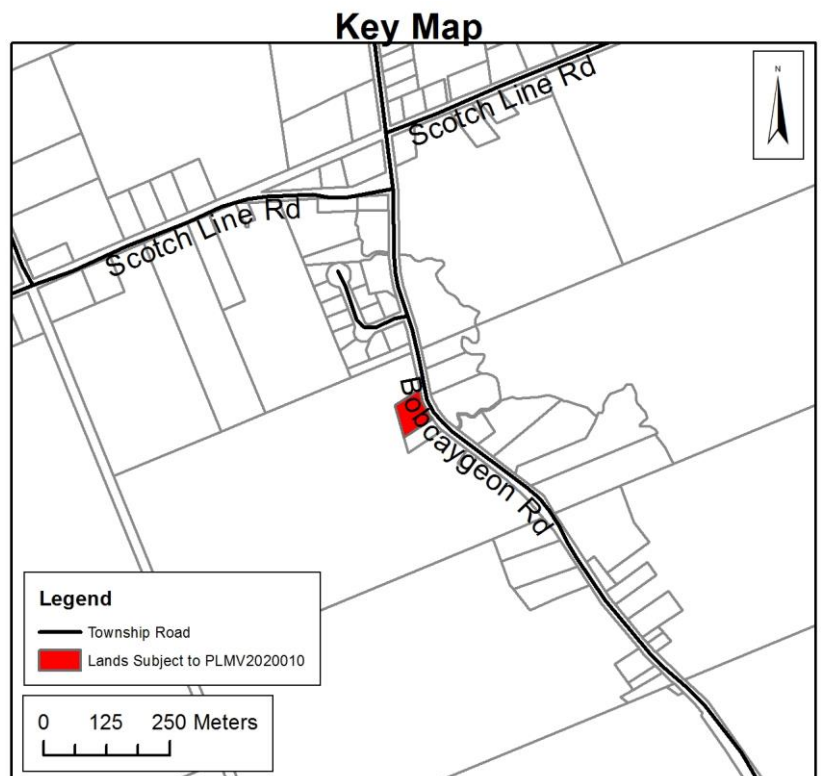 Key Map
Scotch Line Rd
N
Scotch Line Rd
Bobcaygeon Rd
Legend
Township Road
Lands Subject to PLMV2020010
0 125 250 Meters